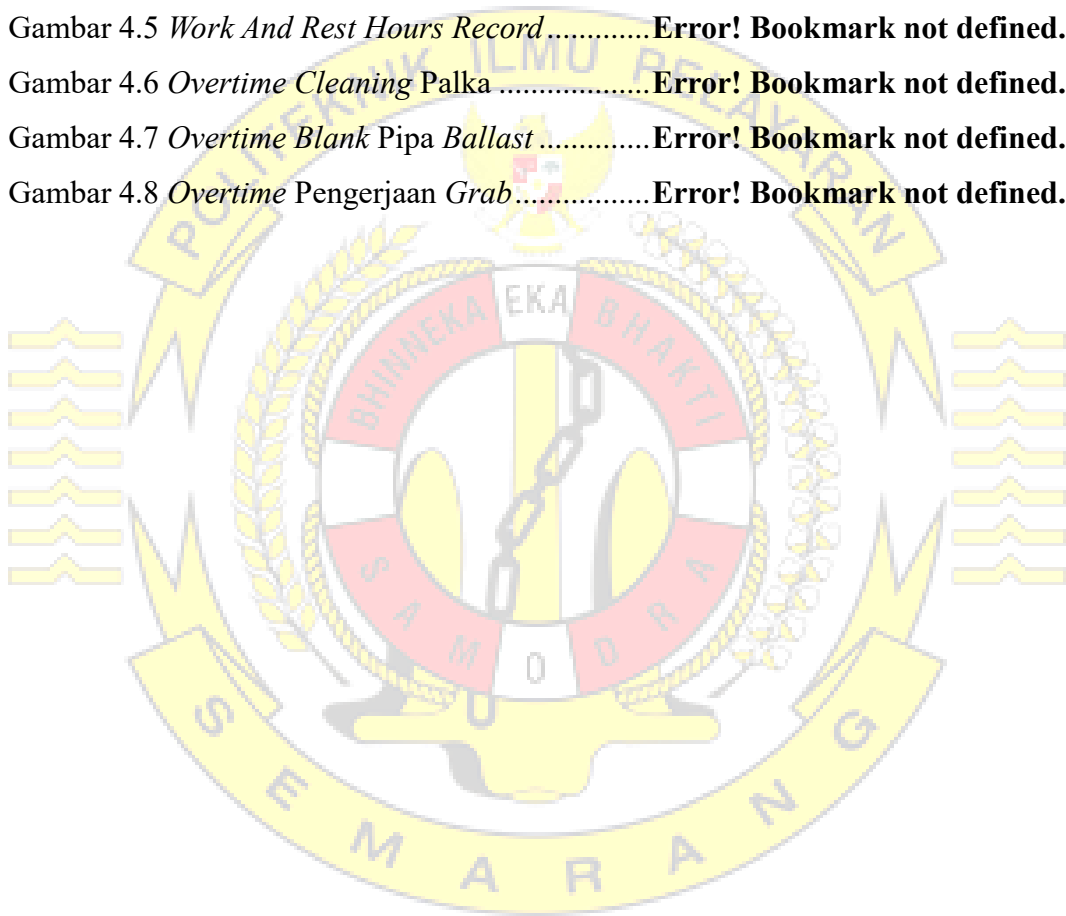 Gambar 4.5 Work And Rest Hours Record.............Error! Bookmark not defined.
Gambar 4.6 Overtime Cleaning Palka ...................Error! Bookmark not defined.
Gambar 4.7 Overtime Blank Pipa Ballast ..............Error! Bookmark not defined.
Gambar 4.8 Overtime Pengerjaan Grab.................Error! Bookmark not defined.
POLITEKNIK ILMU PELAYARAN
BHINNEKA EKA BHAKTI
SAMODRA
SEMARANG